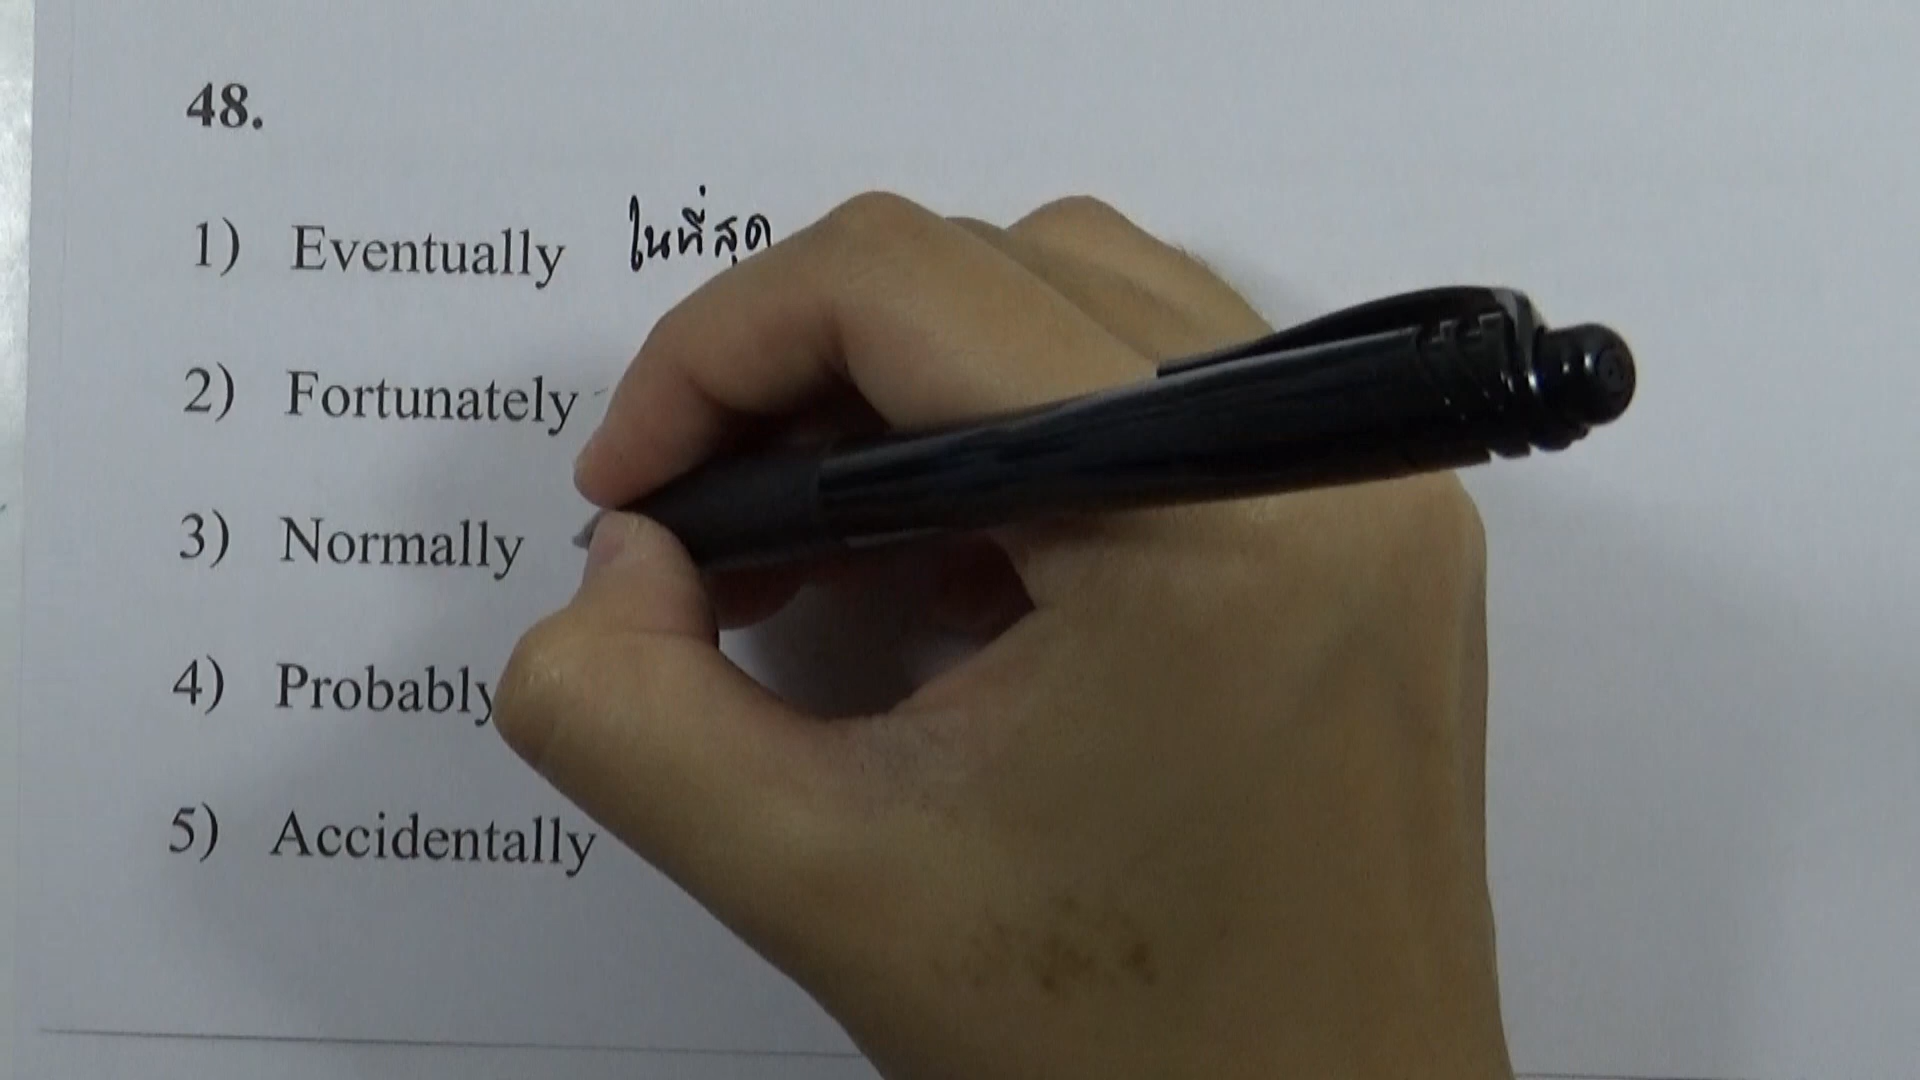 48.
1) Eventually ในที่สุด
2) Fortunately
3) Normally
4) Probably
5) Accidentally